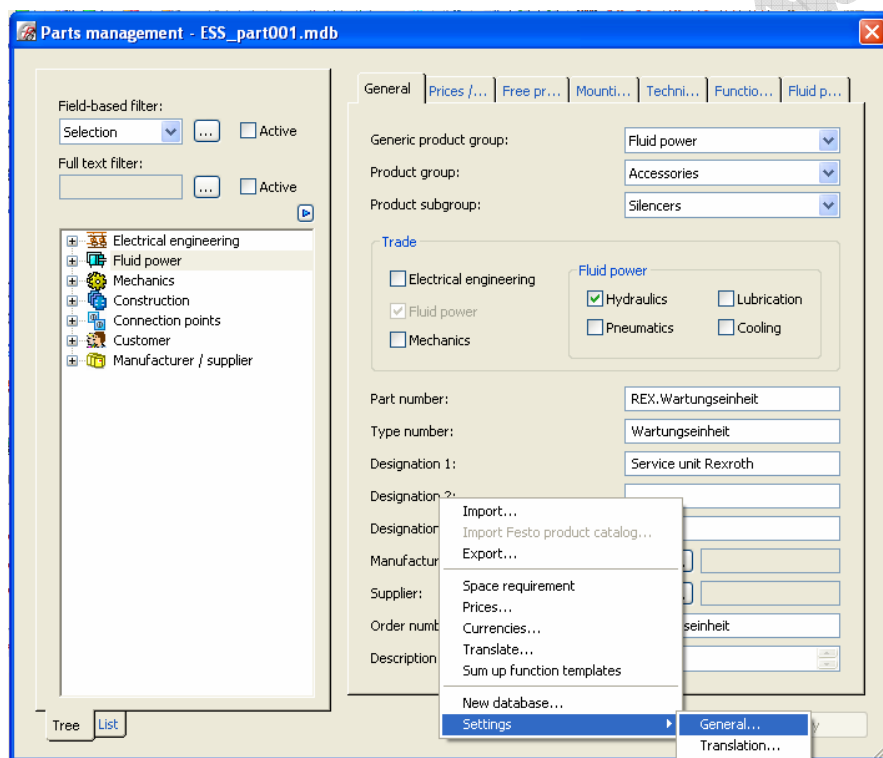 Parts management - ESS_part001.mdb
Field-based filter:
Selection
...
Active
Full text filter:
...
Active
Electrical engineering
Fluid power
Mechanics
Construction
Connection points
Customer
Manufacturer / supplier
Tree
List
General
Prices /...
Free pr...
Mounti...
Techni...
Functio...
Fluid p...
Generic product group:
Fluid power
Product group:
Accessories
Product subgroup:
Silencers
Trade
Electrical engineering
Fluid power
Mechanics
Fluid power
Hydraulics
Lubrication
Pneumatics
Cooling
Part number:
REX.Wartungseinheit
Type number:
Wartungseinheit
Designation 1:
Service unit Rexroth
Designation 2:
Designation
Manufactur
Supplier:
Order numb
seinheit
Description
Import...
Import Festo product catalog...
Export...
Space requirement
Prices...
Currencies...
Translate...
Sum up function templates
New database...
Settings
General...
Translation...